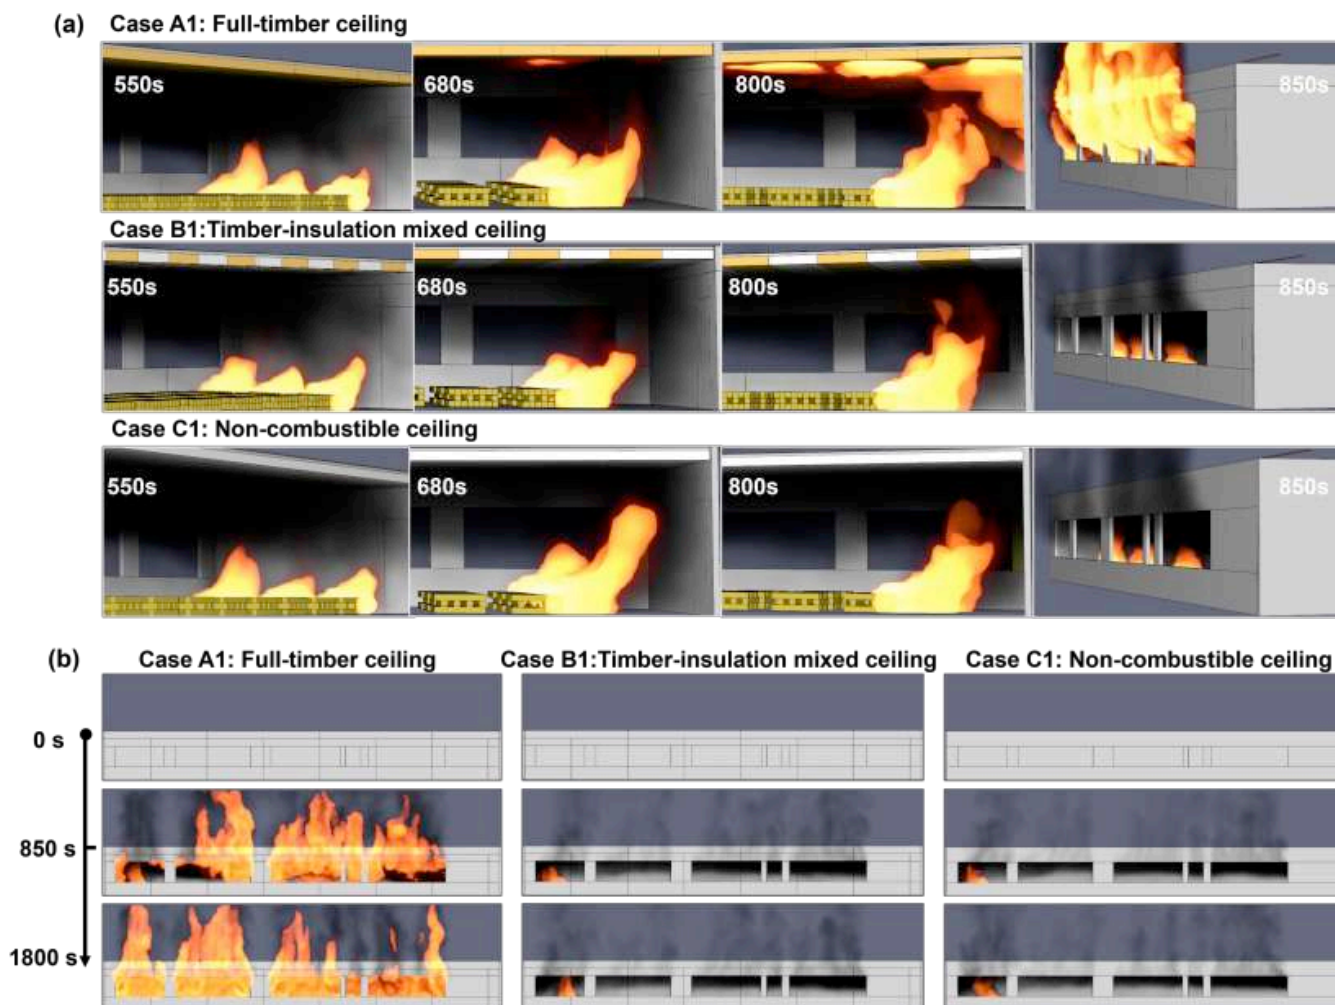 (a) Case A1: Full-timber ceiling
550s 680s 800s 850s
Case B1:Timber-insulation mixed ceiling
550s 680s 800s 850s
Case C1: Non-combustible ceiling
550s 680s 800s 850s
(b) Case A1: Full-timber ceiling Case B1:Timber-insulation mixed ceiling Case C1: Non-combustible ceiling
0 s
850 s
1800 s